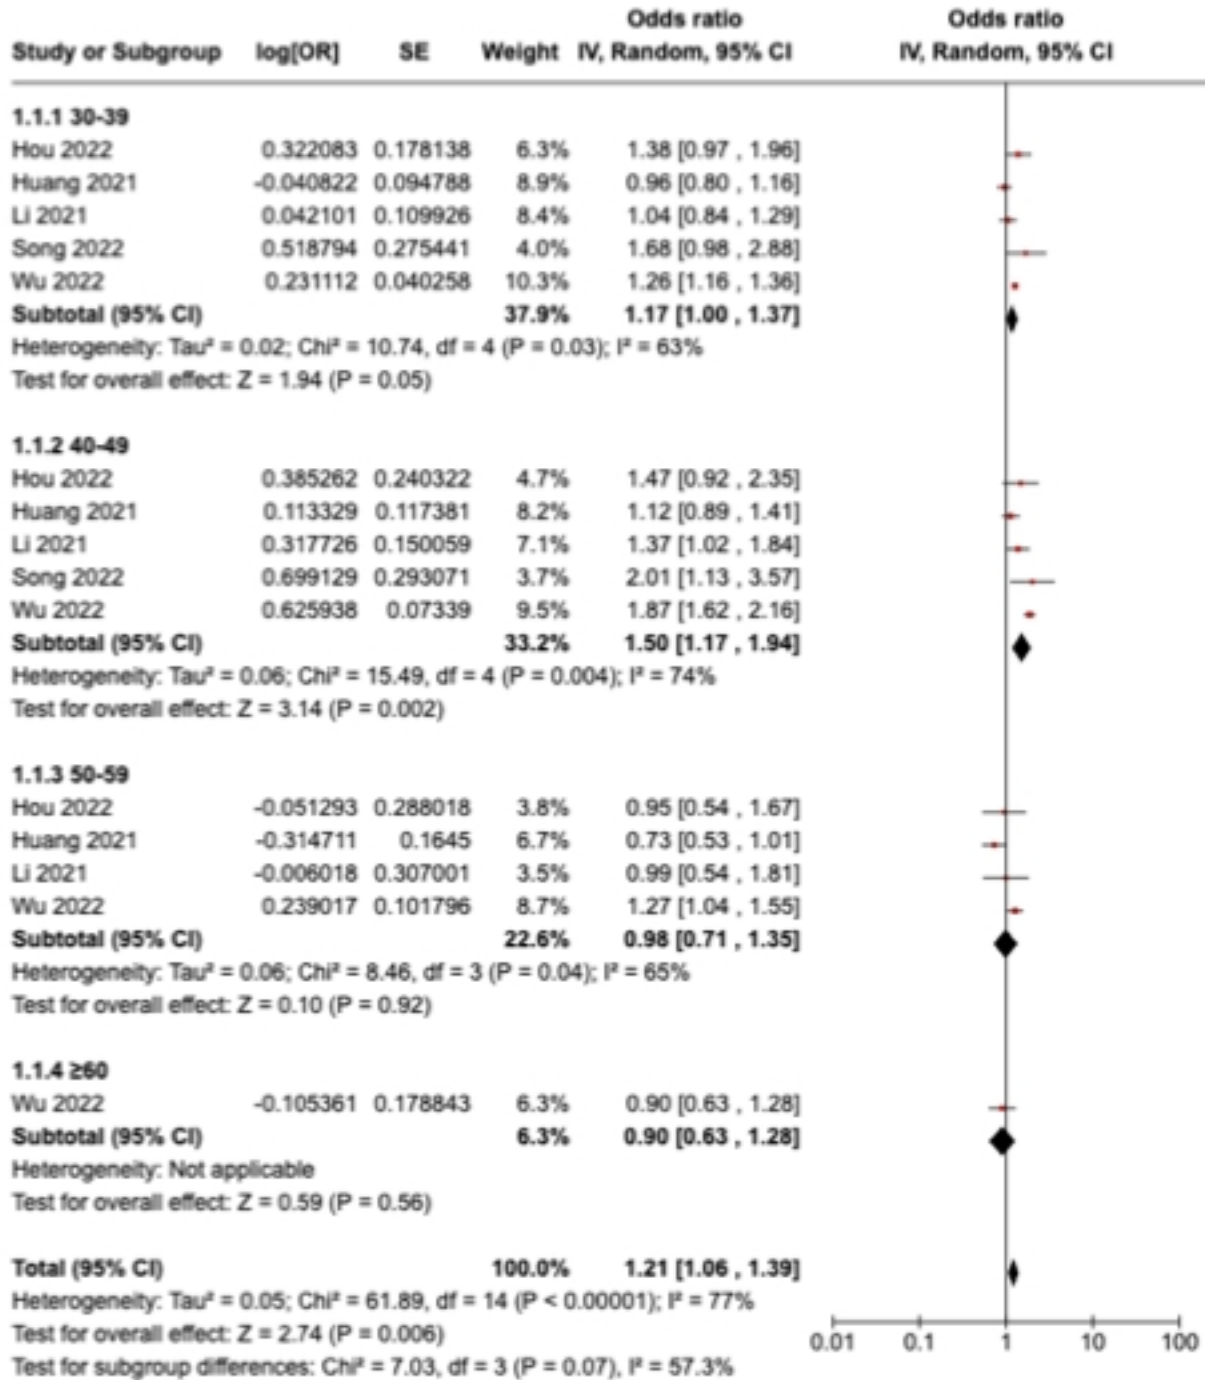 Odds ratio Odds ratio
Study or Subgroup log[OR] SE Weight IV, Random, 95% CI IV, Random, 95% CI
1.1.1 30-39
Hou 2022 0.322083 0.178138 6.3% 1.38 [0.97 , 1.96]
Huang 2021 -0.040822 0.094788 8.9% 0.96 [0.80 , 1.16]
Li 2021 0.042101 0.109926 8.4% 1.04 [0.84 , 1.29]
Song 2022 0.518794 0.275441 4.0% 1.68 [0.98 , 2.88]
Wu 2022 0.231112 0.040258 10.3% 1.26 [1.16 , 1.36]
Subtotal (95% CI) 37.9% 1.17 [1.00 , 1.37]
Heterogeneity: Tau² = 0.02; Chi² = 10.74, df = 4 (P = 0.03); I² = 63%
Test for overall effect: Z = 1.94 (P = 0.05)
1.1.2 40-49
Hou 2022 0.385262 0.240322 4.7% 1.47 [0.92 , 2.35]
Huang 2021 0.113329 0.117381 8.2% 1.12 [0.89 , 1.41]
Li 2021 0.317726 0.150059 7.1% 1.37 [1.02 , 1.84]
Song 2022 0.699129 0.293071 3.7% 2.01 [1.13 , 3.57]
Wu 2022 0.625938 0.07339 9.5% 1.87 [1.62 , 2.16]
Subtotal (95% CI) 33.2% 1.50 [1.17 , 1.94]
Heterogeneity: Tau² = 0.06; Chi² = 15.49, df = 4 (P = 0.004); I² = 74%
Test for overall effect: Z = 3.14 (P = 0.002)
1.1.3 50-59
Hou 2022 -0.051293 0.288018 3.8% 0.95 [0.54 , 1.67]
Huang 2021 -0.314711 0.1645 6.7% 0.73 [0.53 , 1.01]
Li 2021 -0.006018 0.307001 3.5% 0.99 [0.54 , 1.81]
Wu 2022 0.239017 0.101796 8.7% 1.27 [1.04 , 1.55]
Subtotal (95% CI) 22.6% 0.98 [0.71 , 1.35]
Heterogeneity: Tau² = 0.06; Chi² = 8.46, df = 3 (P = 0.04); I² = 65%
Test for overall effect: Z = 0.10 (P = 0.92)
1.1.4 ≥60
Wu 2022 -0.105361 0.178843 6.3% 0.90 [0.63 , 1.28]
Subtotal (95% CI) 6.3% 0.90 [0.63 , 1.28]
Heterogeneity: Not applicable
Test for overall effect: Z = 0.59 (P = 0.56)
Total (95% CI) 100.0% 1.21 [1.06 , 1.39]
Heterogeneity: Tau² = 0.05; Chi² = 61.89, df = 14 (P < 0.00001); I² = 77%
Test for overall effect: Z = 2.74 (P = 0.006)
0.01 0.1 1 10 100
Test for subgroup differences: Chi² = 7.03, df = 3 (P = 0.07), I² = 57.3%